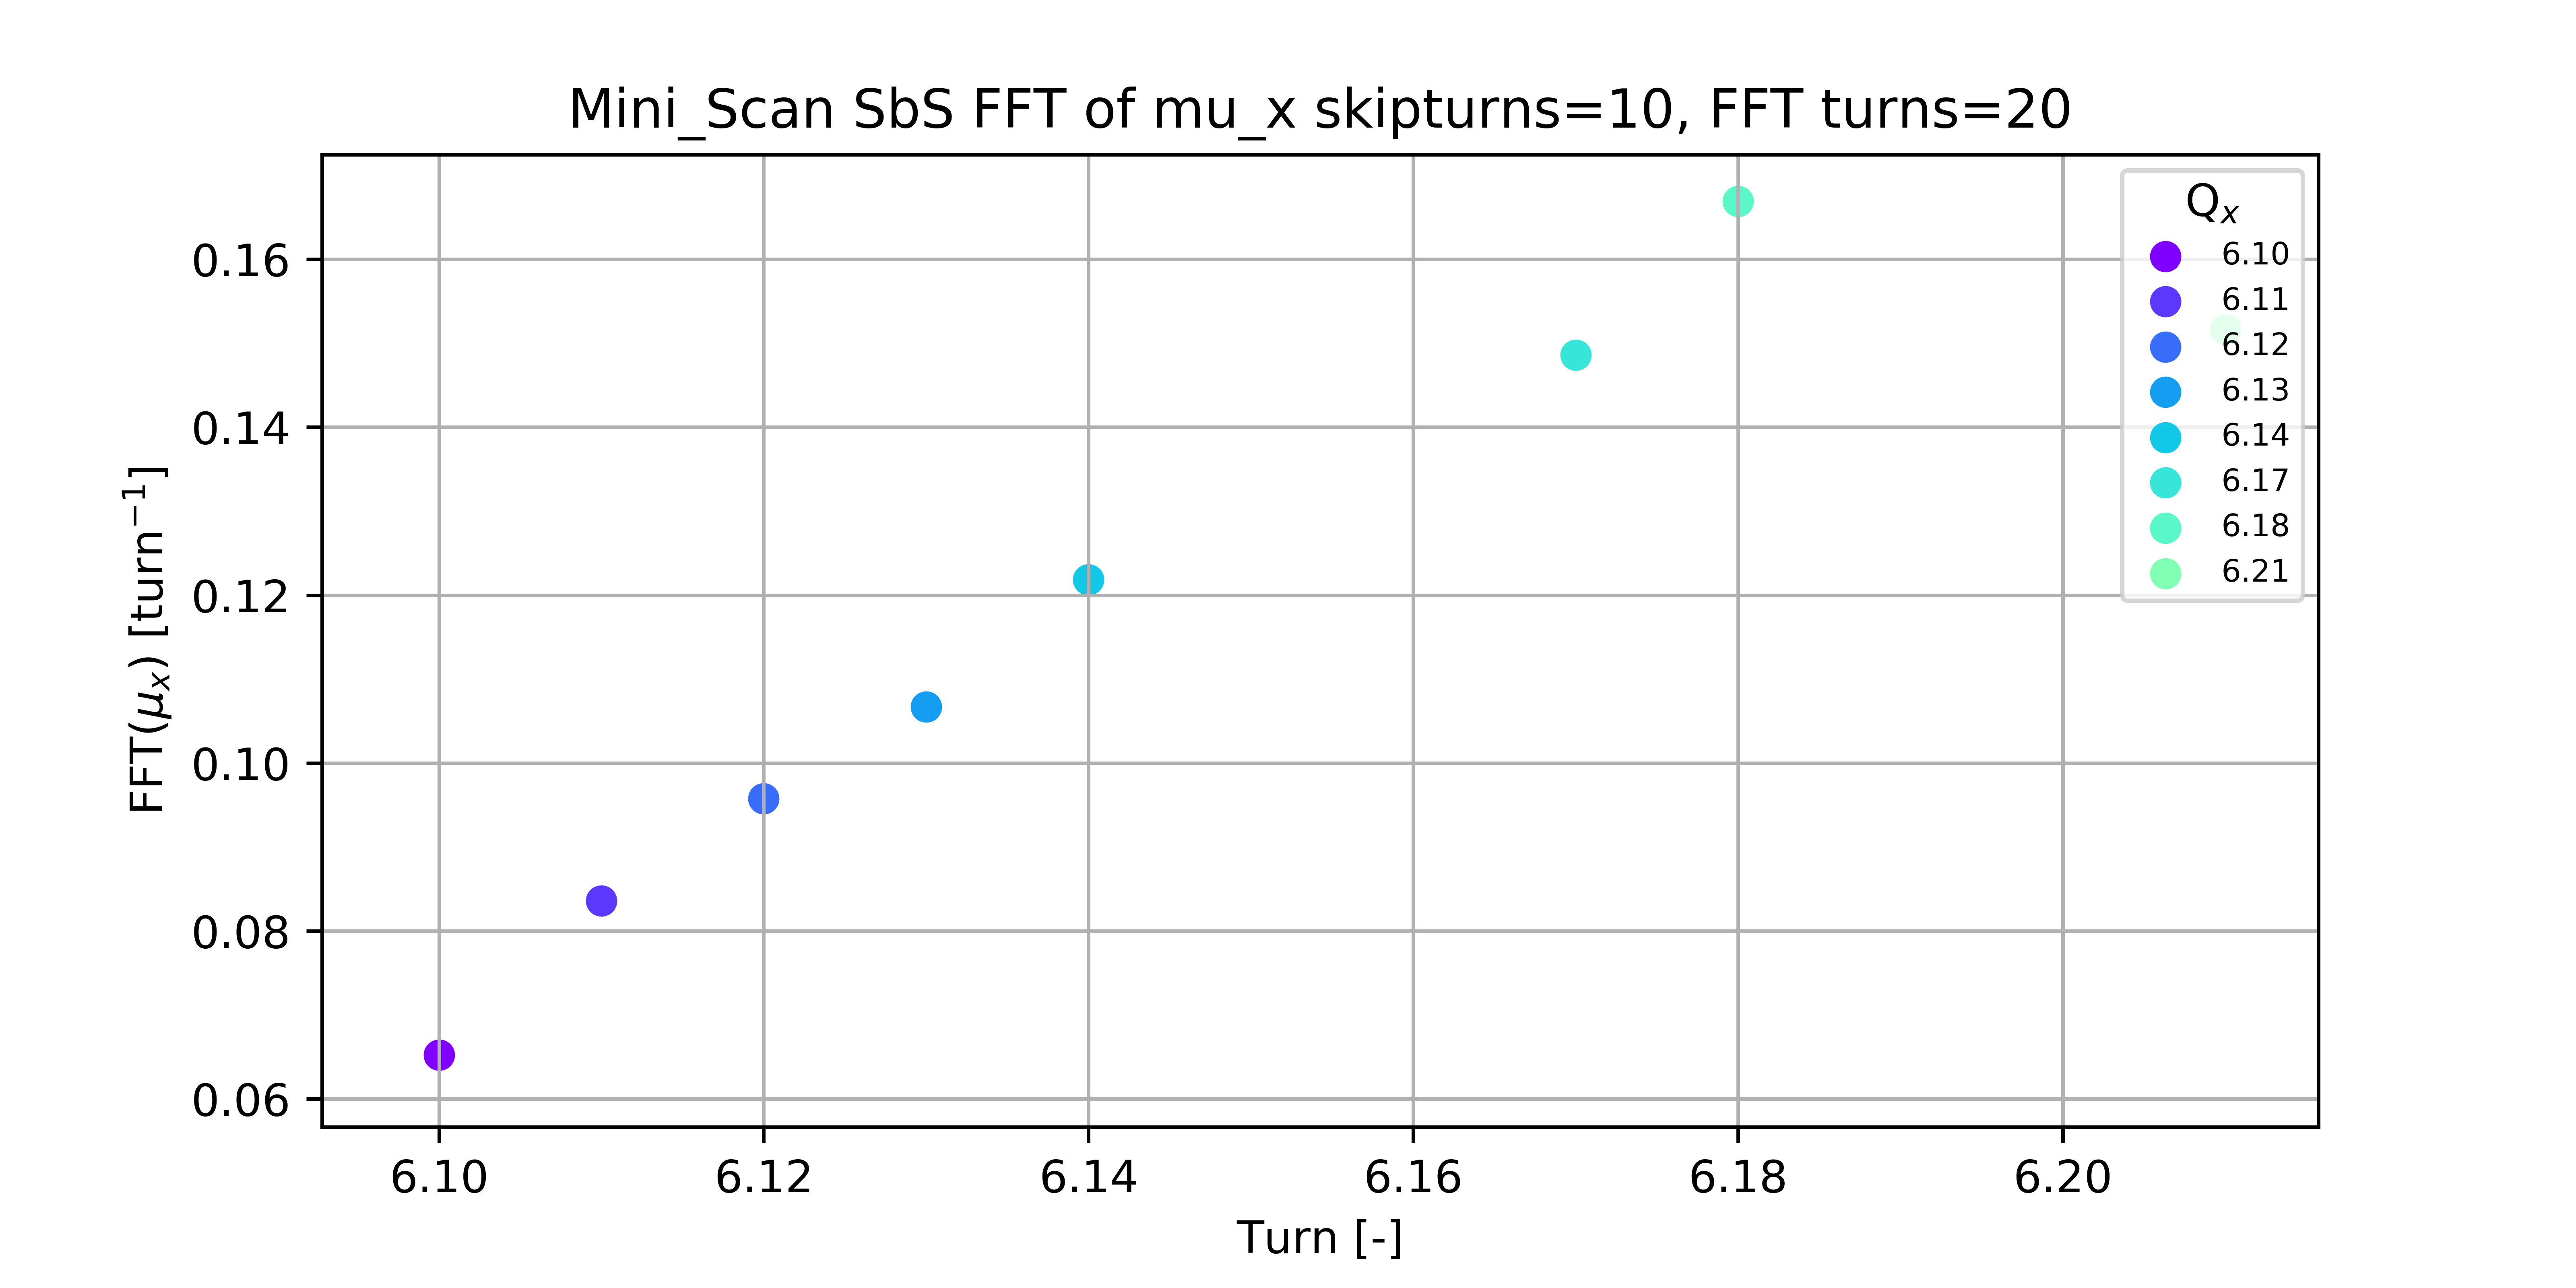 Mini_Scan SbS FFT of mu_x skipturns=10, FFT turns=20
FFT(μₓ) [turn⁻¹]
0.16
0.14
0.12
0.10
0.08
0.06
Qₓ
6.10
6.11
6.12
6.13
6.14
6.17
6.18
6.21
6.10 6.12 6.14 6.16 6.18 6.20
Turn [-]